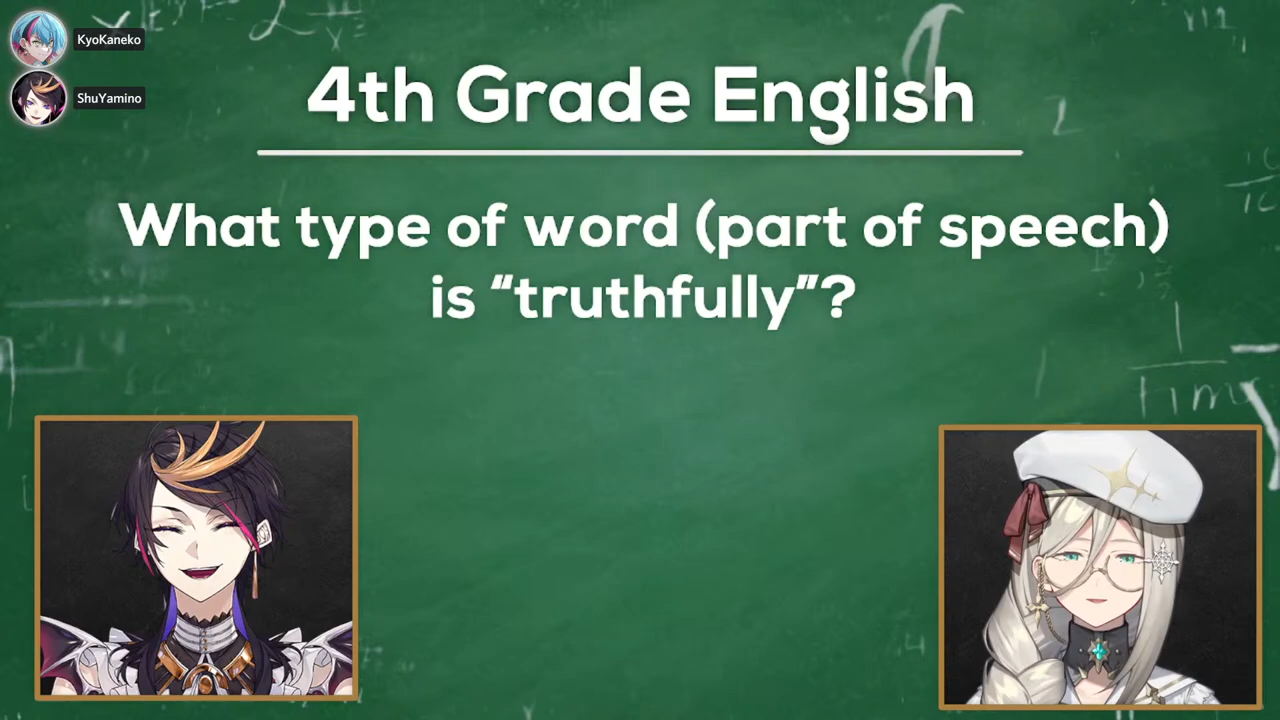 KyoKaneko
ShuYamino
4th Grade English
What type of word (part of speech)
is “truthfully”?